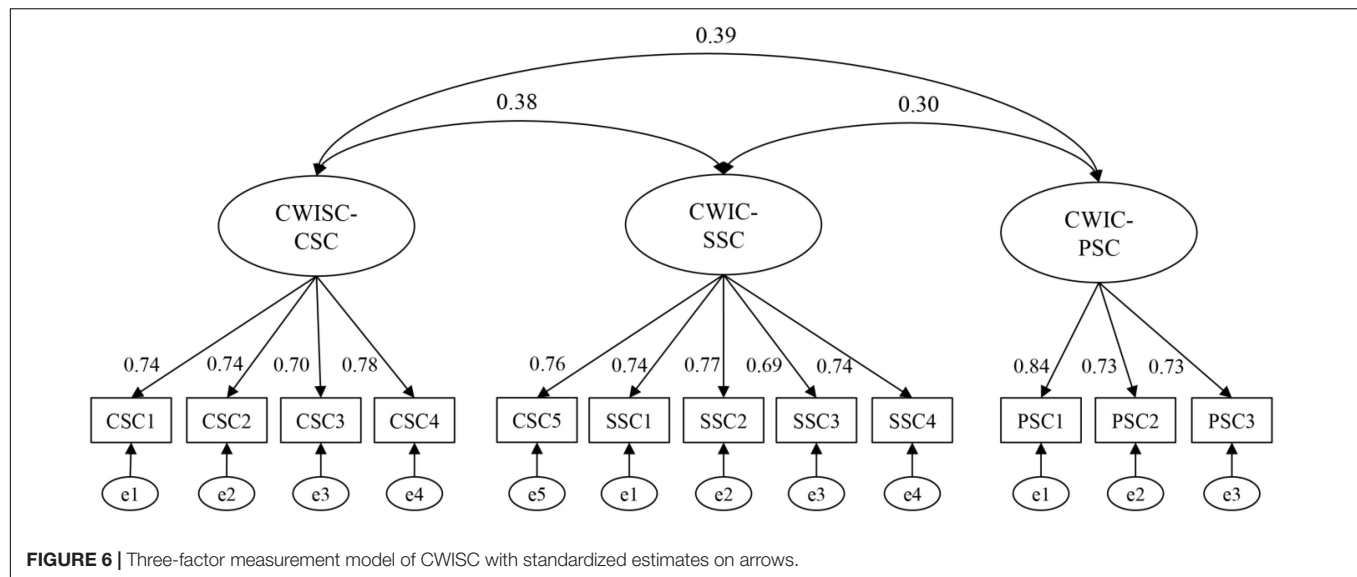 0.39
0.38 0.30
CWISC-
CSC
CWIC-
SSC
CWIC-
PSC
0.74 0.74 0.70 0.78 0.76 0.74 0.77 0.69 0.74 0.84 0.73 0.73
CSC1 CSC2 CSC3 CSC4 CSC5 SSC1 SSC2 SSC3 SSC4 PSC1 PSC2 PSC3
e1 e2 e3 e4 e5 e1 e2 e3 e4 e1 e2 e3
FIGURE 6 | Three-factor measurement model of CWISC with standardized estimates on arrows.